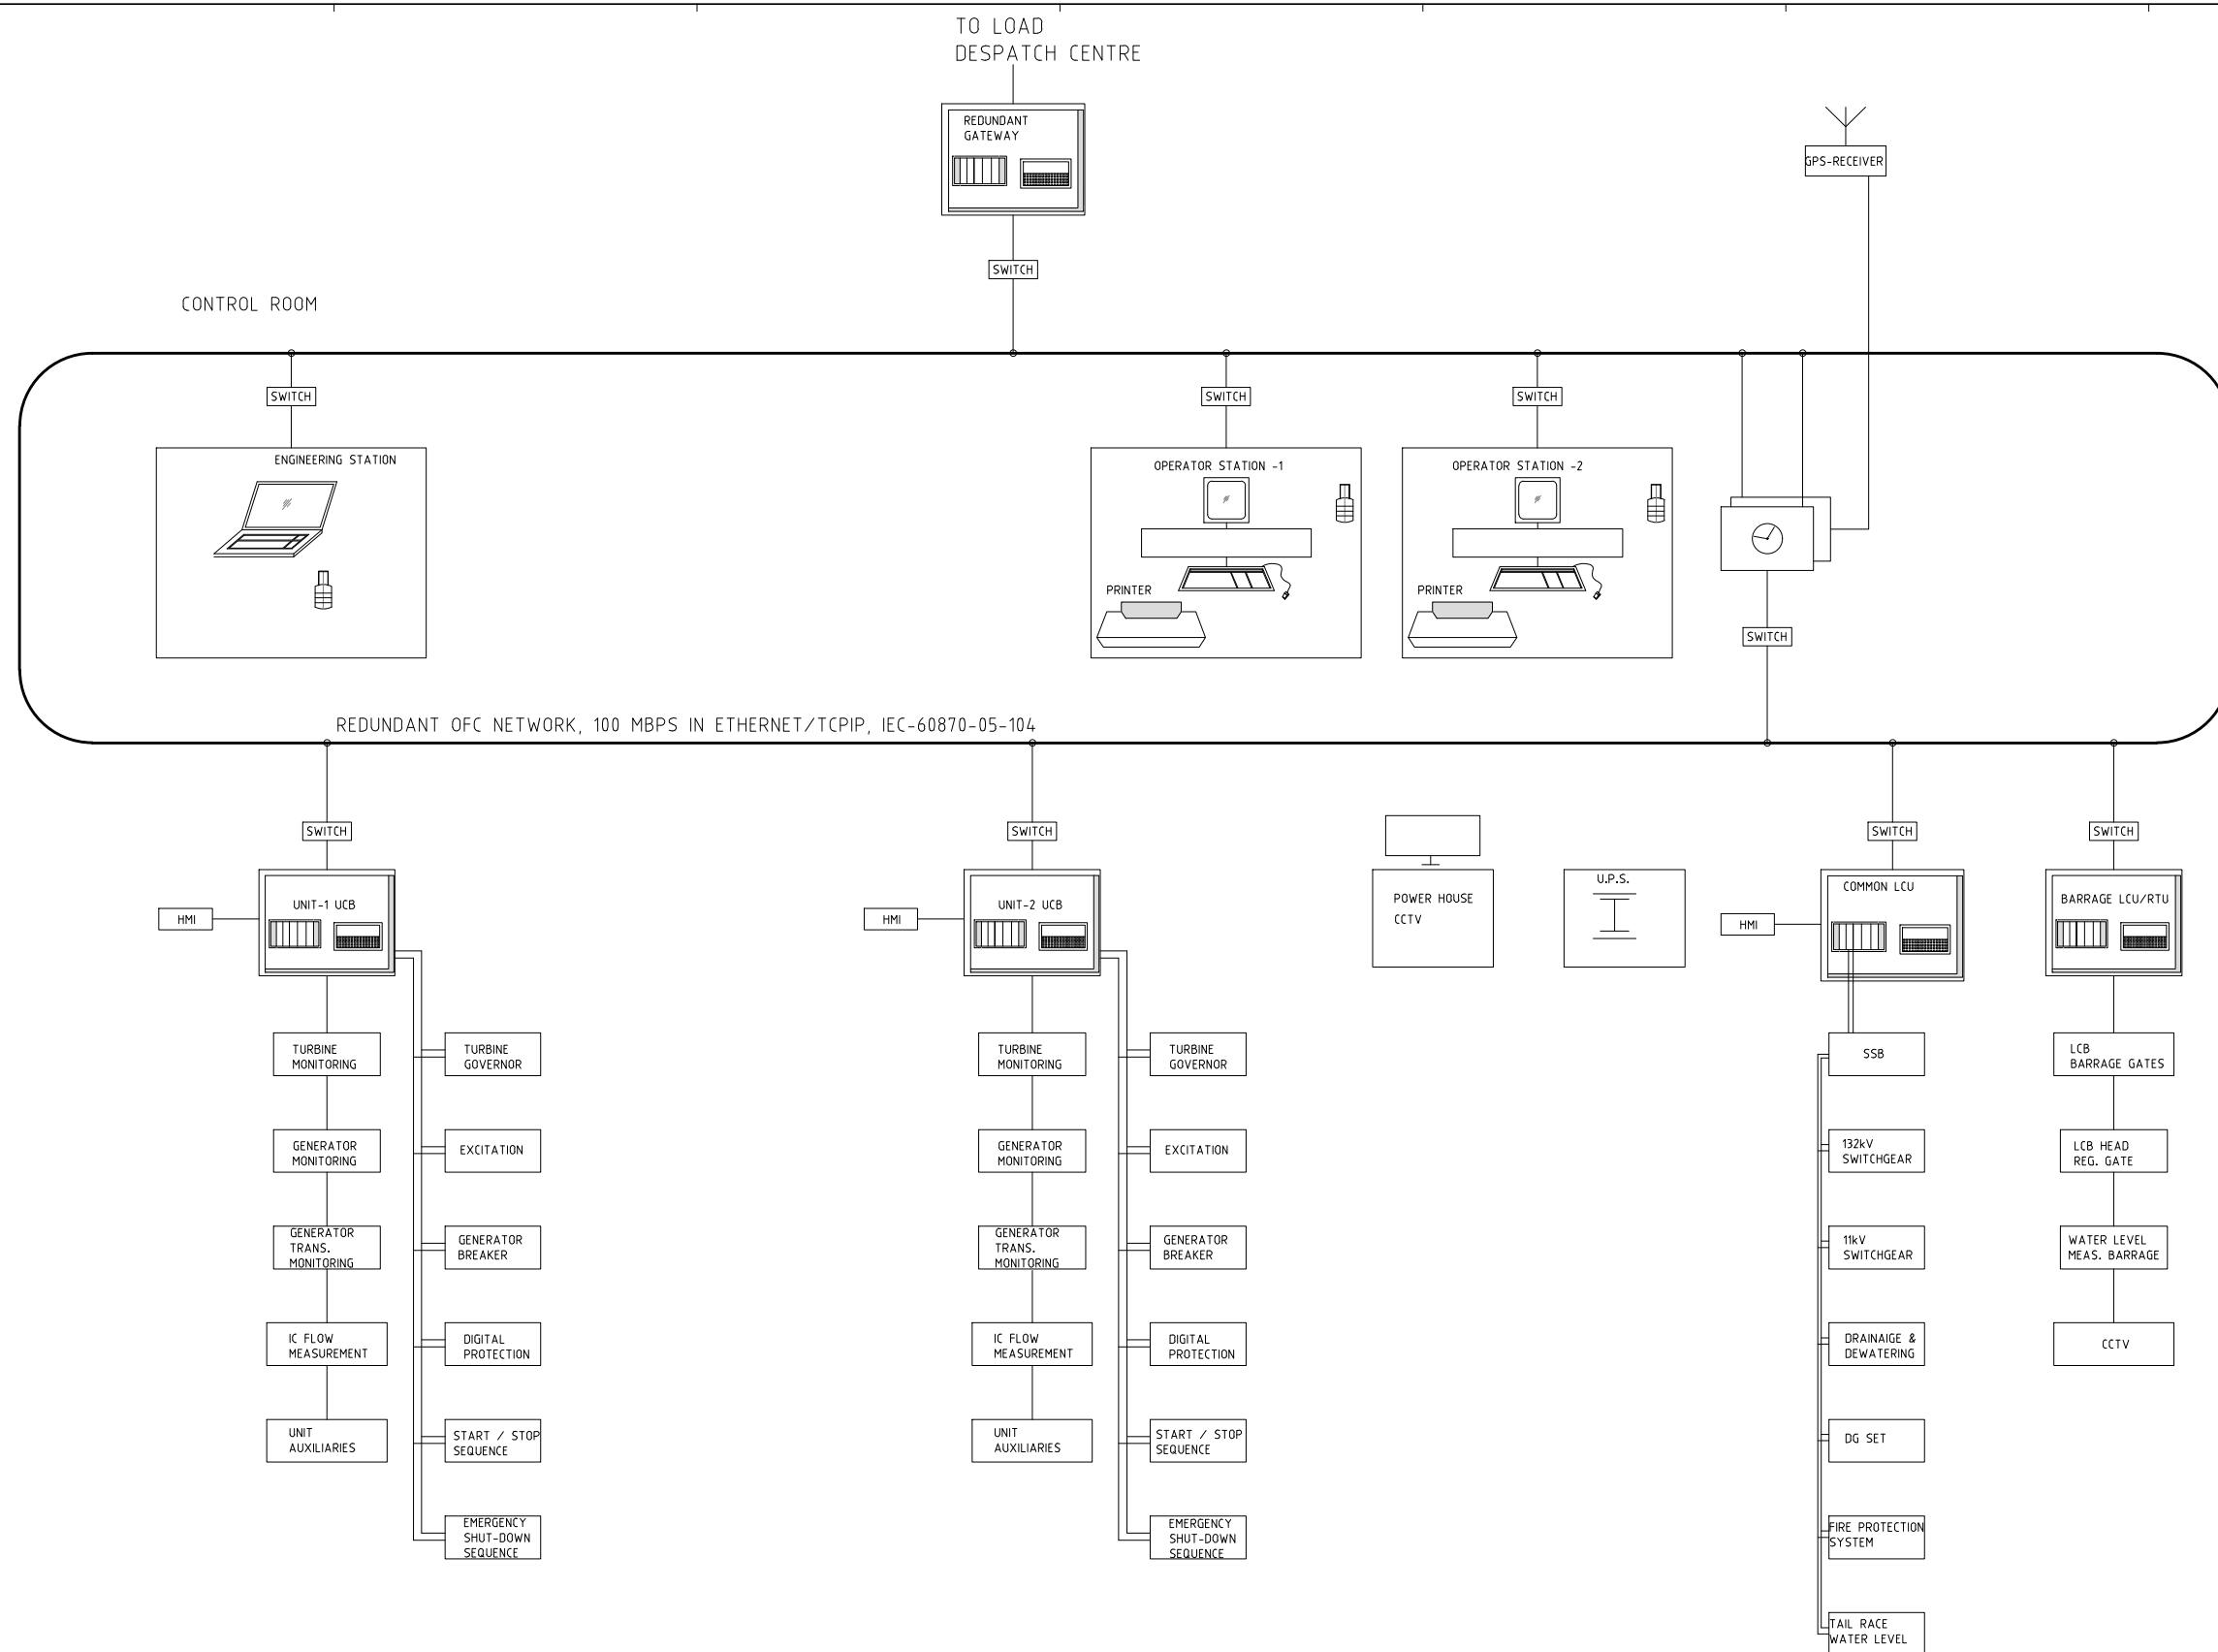 TO LOAD
DESPATCH CENTRE
REDUNDANT
GATEWAY
GPS-RECEIVER
SWITCH
CONTROL ROOM
SWITCH
SWITCH
SWITCH
ENGINEERING STATION
OPERATOR STATION -1
PRINTER
OPERATOR STATION -2
PRINTER
SWITCH
REDUNDANT OFC NETWORK, 100 MBPS IN ETHERNET/TCPIP, IEC-60870-05-104
SWITCH
SWITCH
SWITCH
SWITCH
HMI
UNIT-1 UCB
HMI
UNIT-2 UCB
POWER HOUSE
CCTV
U.P.S.
HMI
COMMON LCU
BARRAGE LCU/RTU
TURBINE
MONITORING
TURBINE
GOVERNOR
TURBINE
MONITORING
TURBINE
GOVERNOR
SSB
LCB
BARRAGE GATES
GENERATOR
MONITORING
EXCITATION
GENERATOR
MONITORING
EXCITATION
132kV
SWITCHGEAR
LCB HEAD
REG. GATE
GENERATOR
TRANS.
MONITORING
GENERATOR
BREAKER
GENERATOR
TRANS.
MONITORING
GENERATOR
BREAKER
11kV
SWITCHGEAR
WATER LEVEL
MEAS. BARRAGE
IC FLOW
MEASUREMENT
DIGITAL
PROTECTION
IC FLOW
MEASUREMENT
DIGITAL
PROTECTION
DRAINAIGE &
DEWATERING
CCTV
UNIT
AUXILIARIES
START / STOP
SEQUENCE
UNIT
AUXILIARIES
START / STOP
SEQUENCE
DG SET
EMERGENCY
SHUT-DOWN
SEQUENCE
EMERGENCY
SHUT-DOWN
SEQUENCE
FIRE PROTECTION
SYSTEM
TAIL RACE
WATER LEVEL